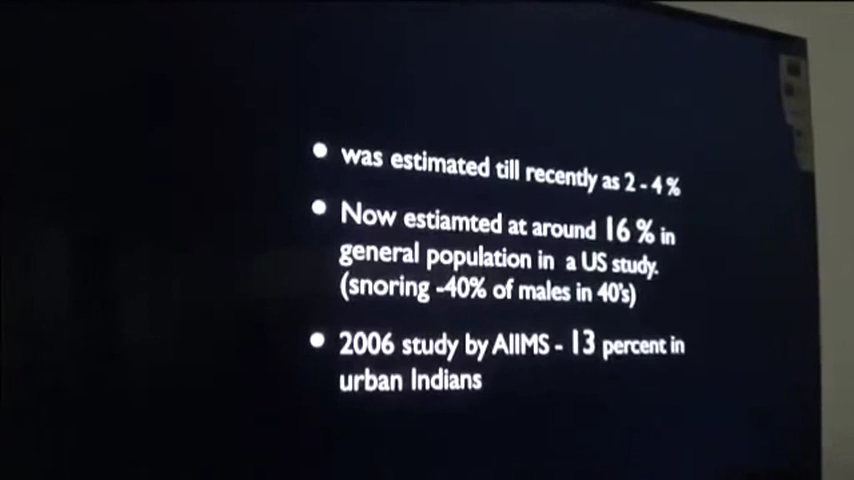 • was estimated till recently as 2 - 4 %
• Now estiamted at around 16 % in
general population in a US study.
(snoring -40% of males in 40's)
• 2006 study by AIIMS - 13 percent in
urban Indians